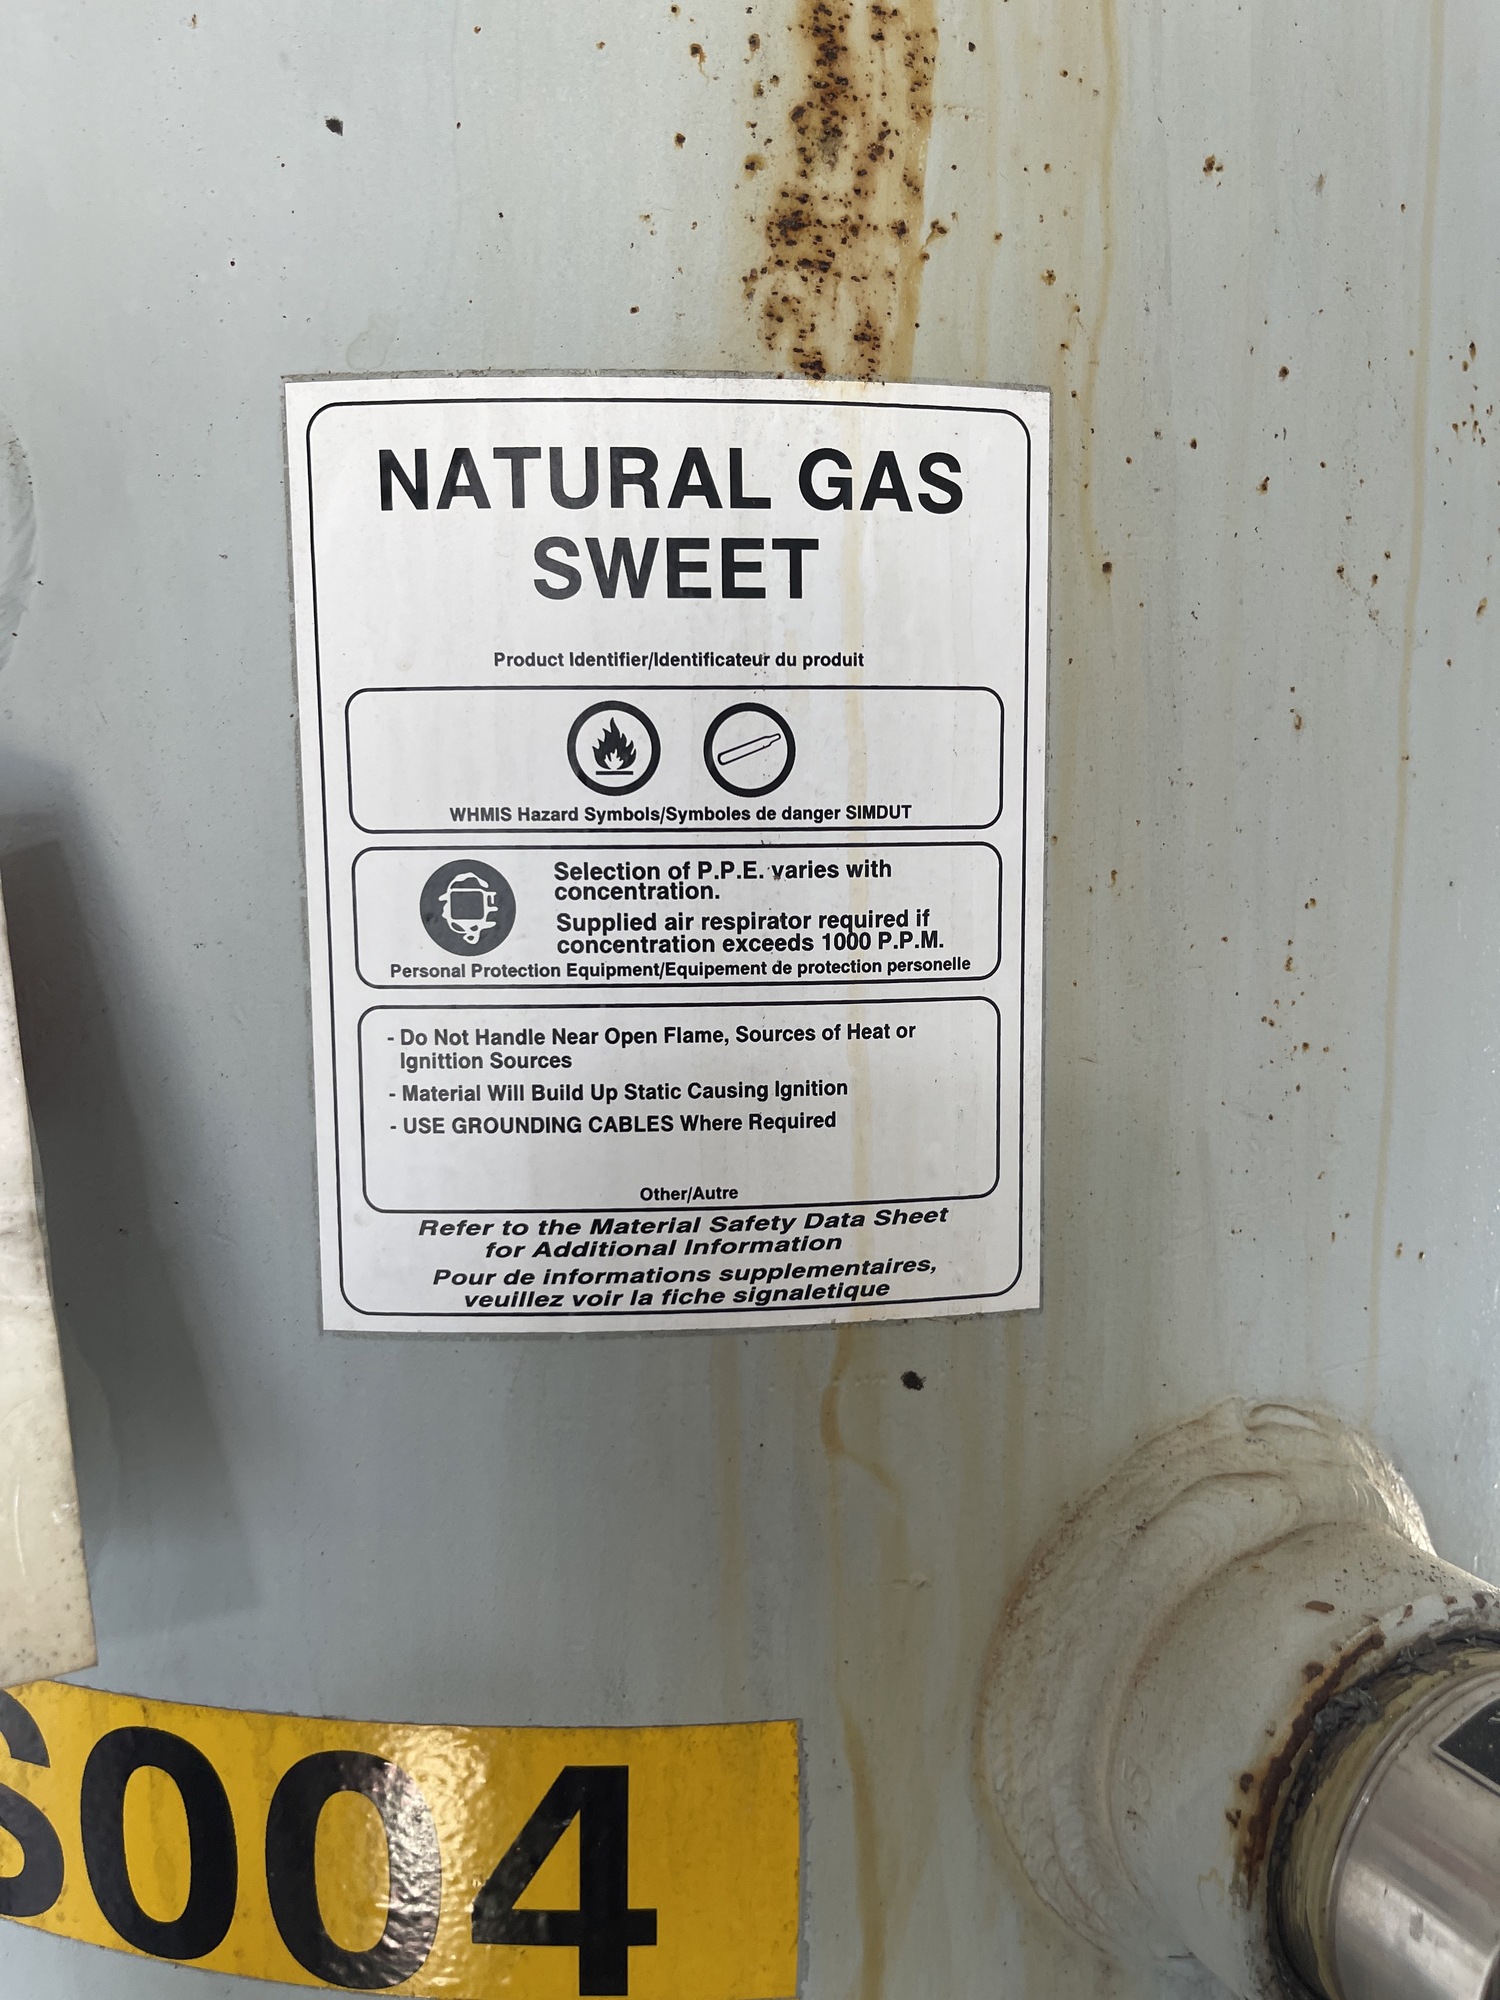 NATURAL GAS
SWEET
Product Identifier/Identificateur du produit
WHMIS Hazard Symbols/Symboles de danger SIMDUT
Selection of P.P.E. varies with
concentration.
Supplied air respirator required if
concentration exceeds 1000 P.P.M.
Personal Protection Equipment/Equipement de protection personelle
- Do Not Handle Near Open Flame, Sources of Heat or
Ignittion Sources
- Material Will Build Up Static Causing Ignition
- USE GROUNDING CABLES Where Required
Other/Autre
Refer to the Material Safety Data Sheet
for Additional Information
Pour de informations supplementaires,
veuillez voir la fiche signaletique
S004